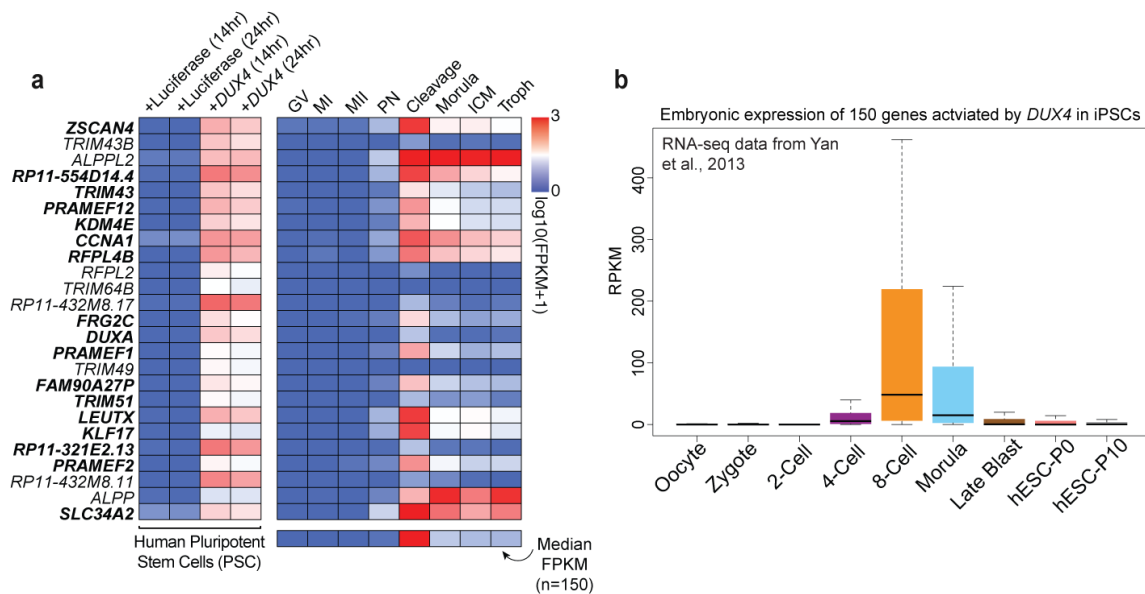 a
+Luciferase (14hr)
+Luciferase (24hr)
+DUX4 (14hr)
+DUX4 (24hr)
GV
MI
MII
PN
Cleavage
Morula
ICM
Troph
ZSCAN4
TRIM43B
ALPPL2
RP11-554D14.4
TRIM43
PRAMEF12
KDM4E
CCNA1
RFPL4B
RFPL2
TRIM64B
RP11-432M8.17
FRG2C
DUXA
PRAMEF1
TRIM49
FAM90A27P
TRIM51
LEUTX
KLF17
RP11-321E2.13
PRAMEF2
RP11-432M8.11
ALPP
SLC34A2
3
0
log10(FPKM+1)
Human Pluripotent
Stem Cells (PSC)
Median
FPKM
(n=150)
b
Embryonic expression of 150 genes actviated by DUX4 in iPSCs
RNA-seq data from Yan
et al., 2013
RPKM
400
300
200
100
0
Oocyte
Zygote
2-Cell
4-Cell
8-Cell
Morula
Late Blast
hESC-P0
hESC-P10